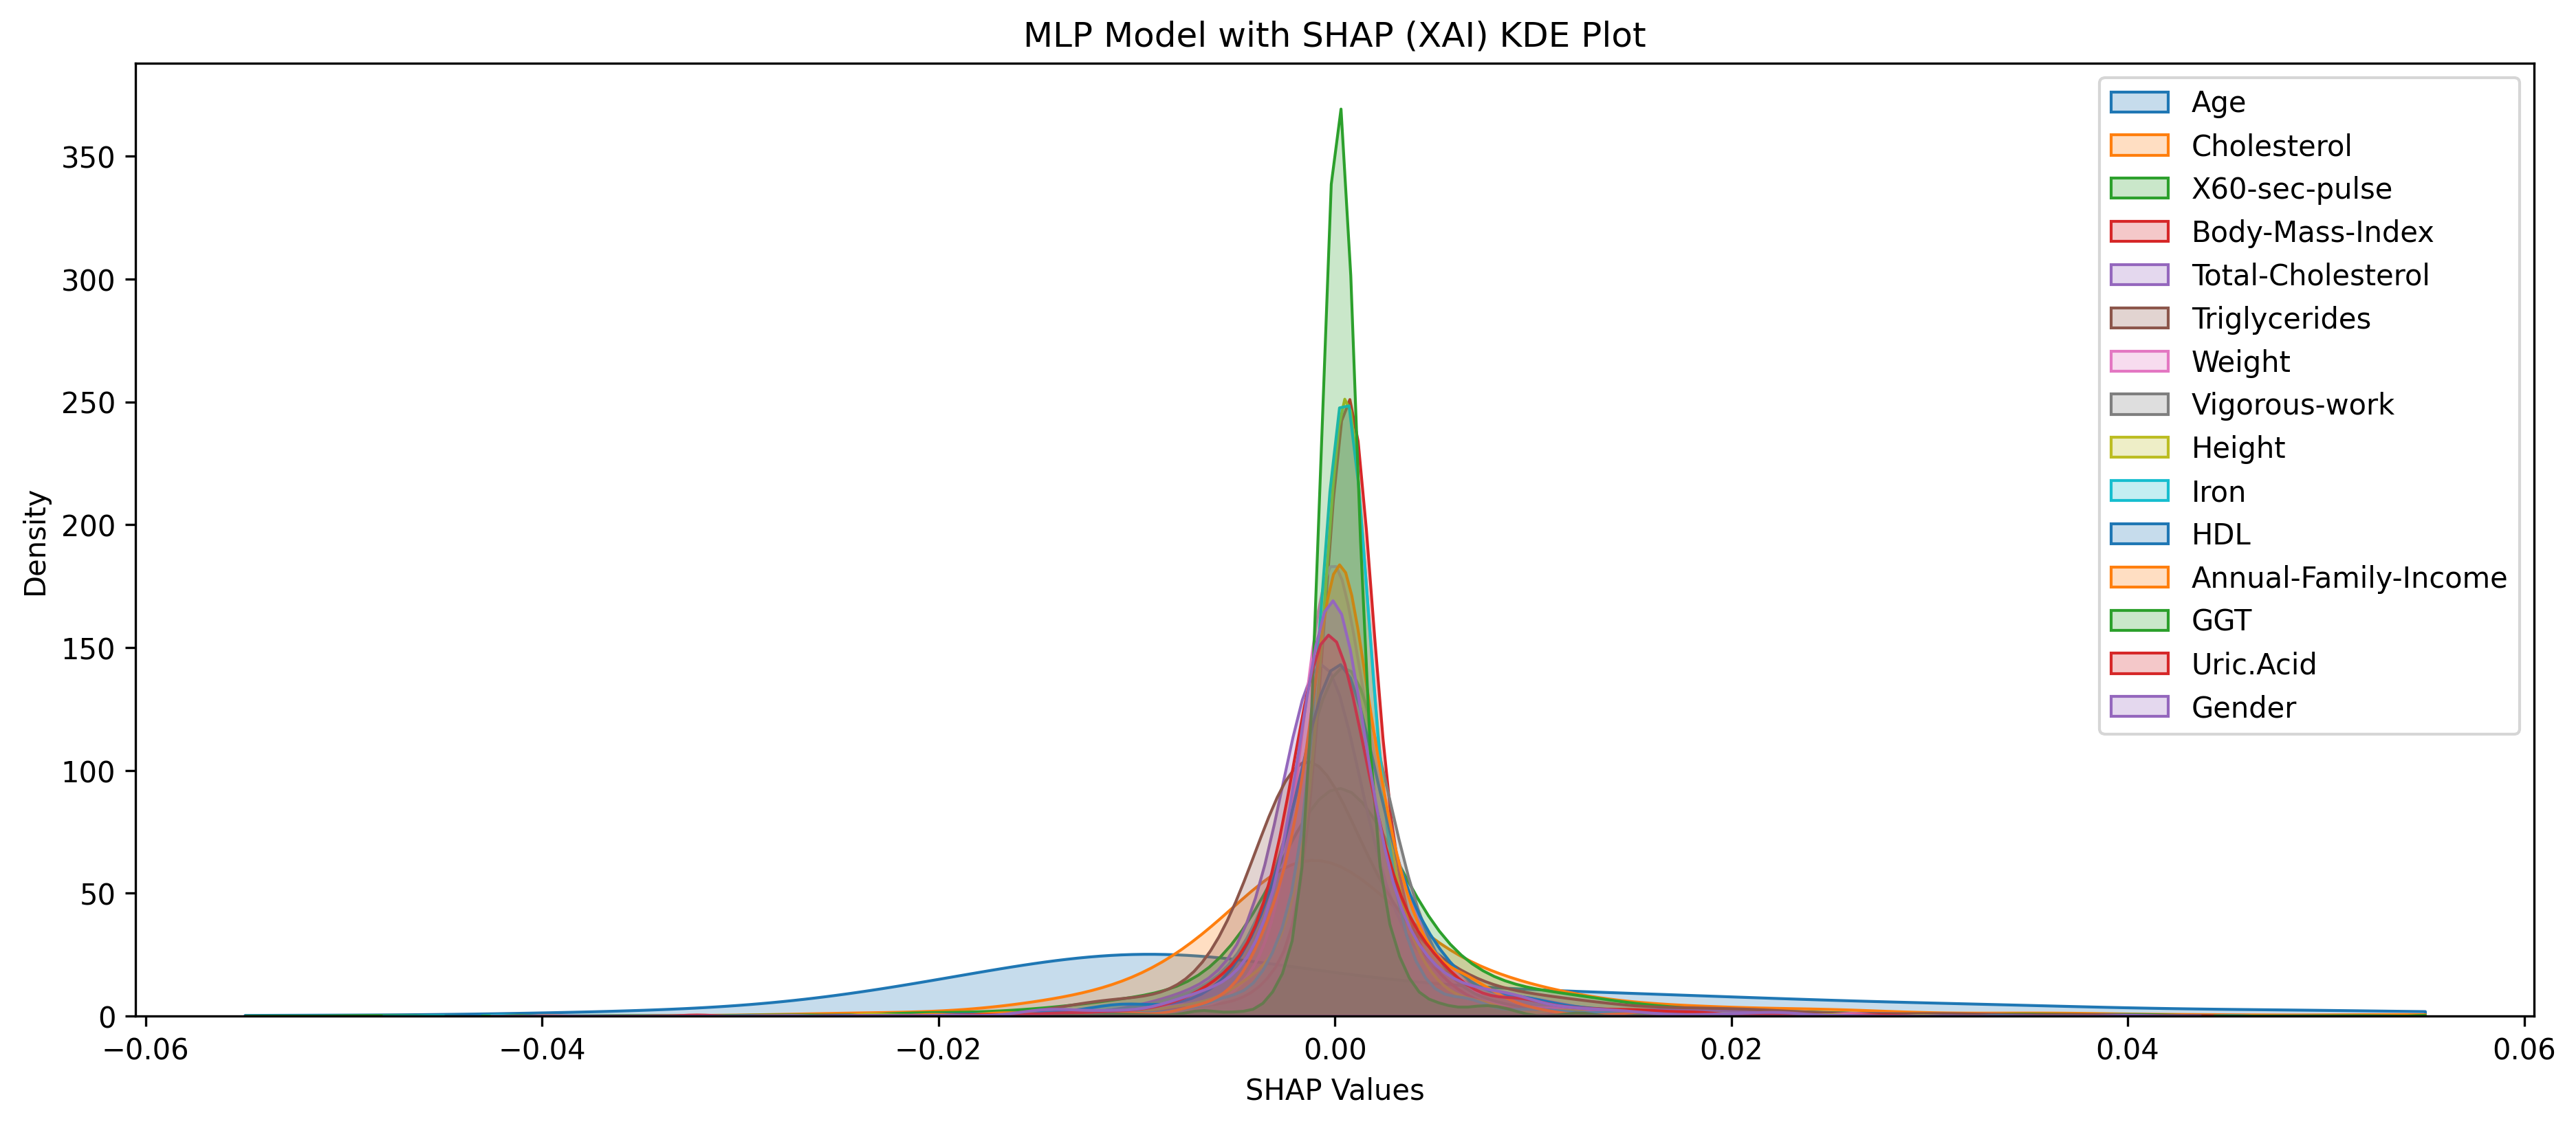 MLP Model with SHAP (XAI) KDE Plot
Density
350
300
250
200
150
100
50
0
−0.06
−0.04
−0.02
0.00
0.02
0.04
0.06
SHAP Values
Age
Cholesterol
X60-sec-pulse
Body-Mass-Index
Total-Cholesterol
Triglycerides
Weight
Vigorous-work
Height
Iron
HDL
Annual-Family-Income
GGT
Uric.Acid
Gender